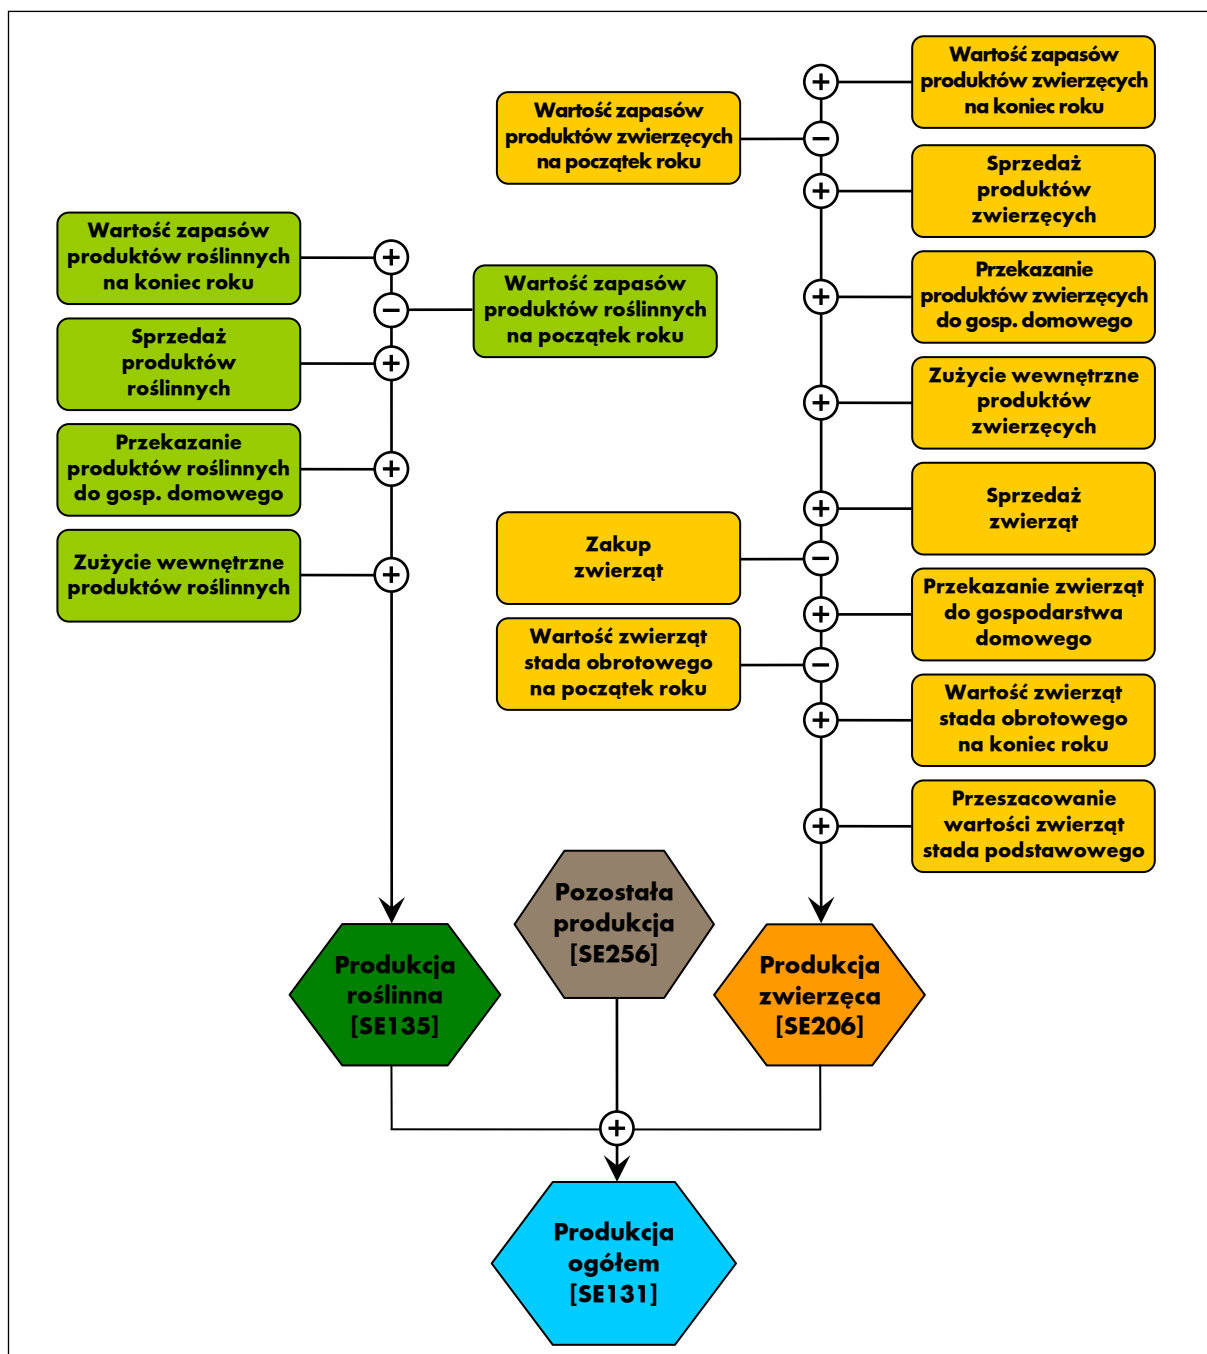 Wartość zapasów
produktów zwierzęcych
na koniec roku
Wartość zapasów
produktów zwierzęcych
na początek roku
Sprzedaż
produktów
zwierzęcych
Wartość zapasów
produktów roślinnych
na koniec roku
Wartość zapasów
produktów roślinnych
na początek roku
Przekazanie
produktów zwierzęcych
do gosp. domowego
Sprzedaż
produktów
roślinnych
Zużycie wewnętrzne
produktów
zwierzęcych
Przekazanie
produktów roślinnych
do gosp. domowego
Sprzedaż
zwierząt
Zużycie wewnętrzne
produktów roślinnych
Zakup
zwierząt
Przekazanie zwierząt
do gospodarstwa
domowego
Wartość zwierząt
stada obrotowego
na początek roku
Wartość zwierząt
stada obrotowego
na koniec roku
Przeszacowanie
wartości zwierząt
stada podstawowego
Pozostała
produkcja
[SE256]
Produkcja
roślinna
[SE135]
Produkcja
zwierzęca
[SE206]
Produkcja
ogółem
[SE131]